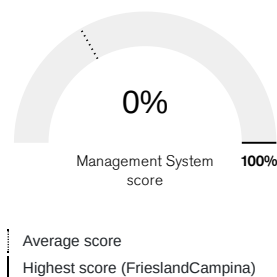 0%
Management System
score
100%
Average score
Highest score (FrieslandCampina)